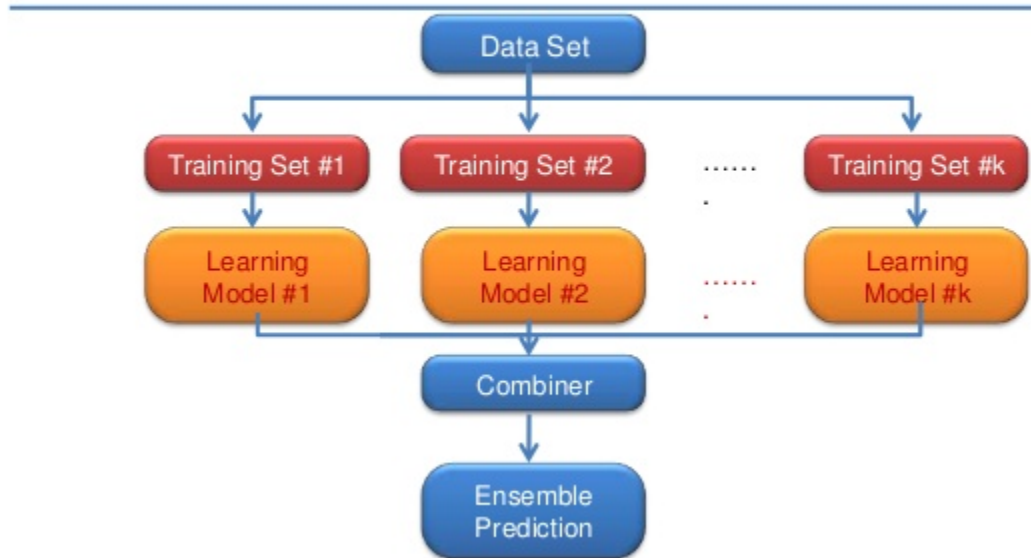 Data Set
Training Set #1
Training Set #2
.......
Training Set #k
Learning
Model #1
Learning
Model #2
.......
Learning
Model #k
Combiner
Ensemble
Prediction